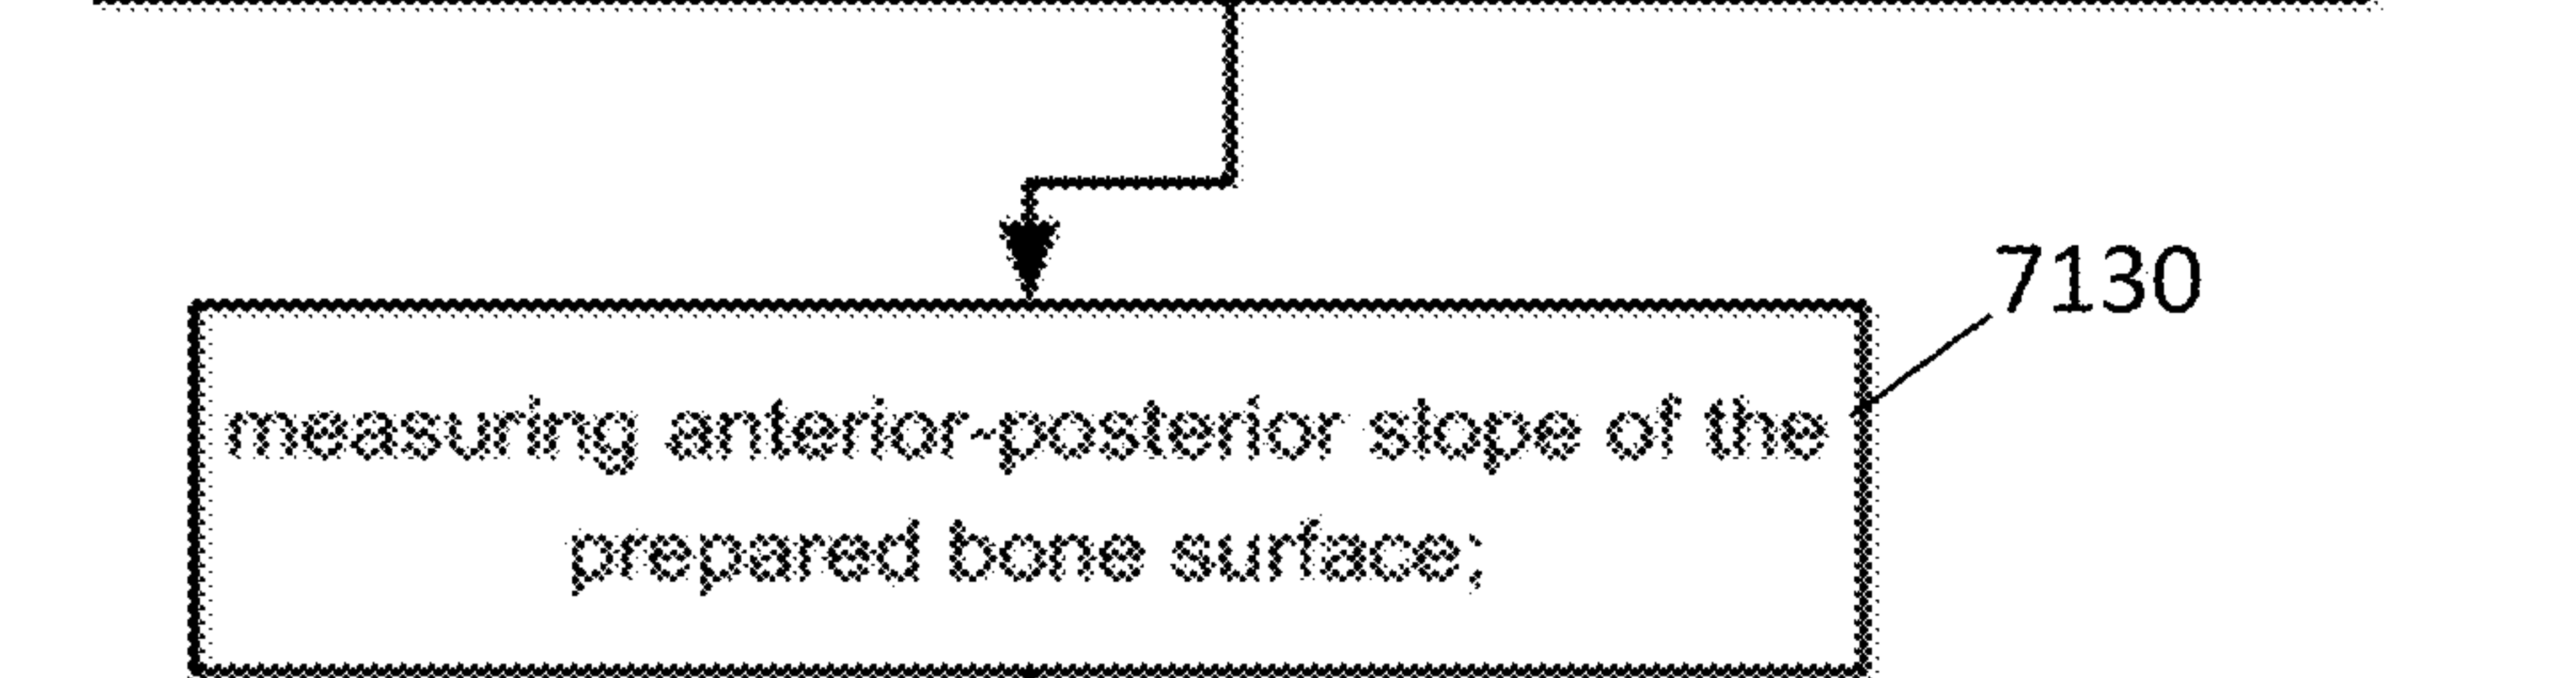 7130
measuring anterior-posterior slope of the
prepared bone surface;